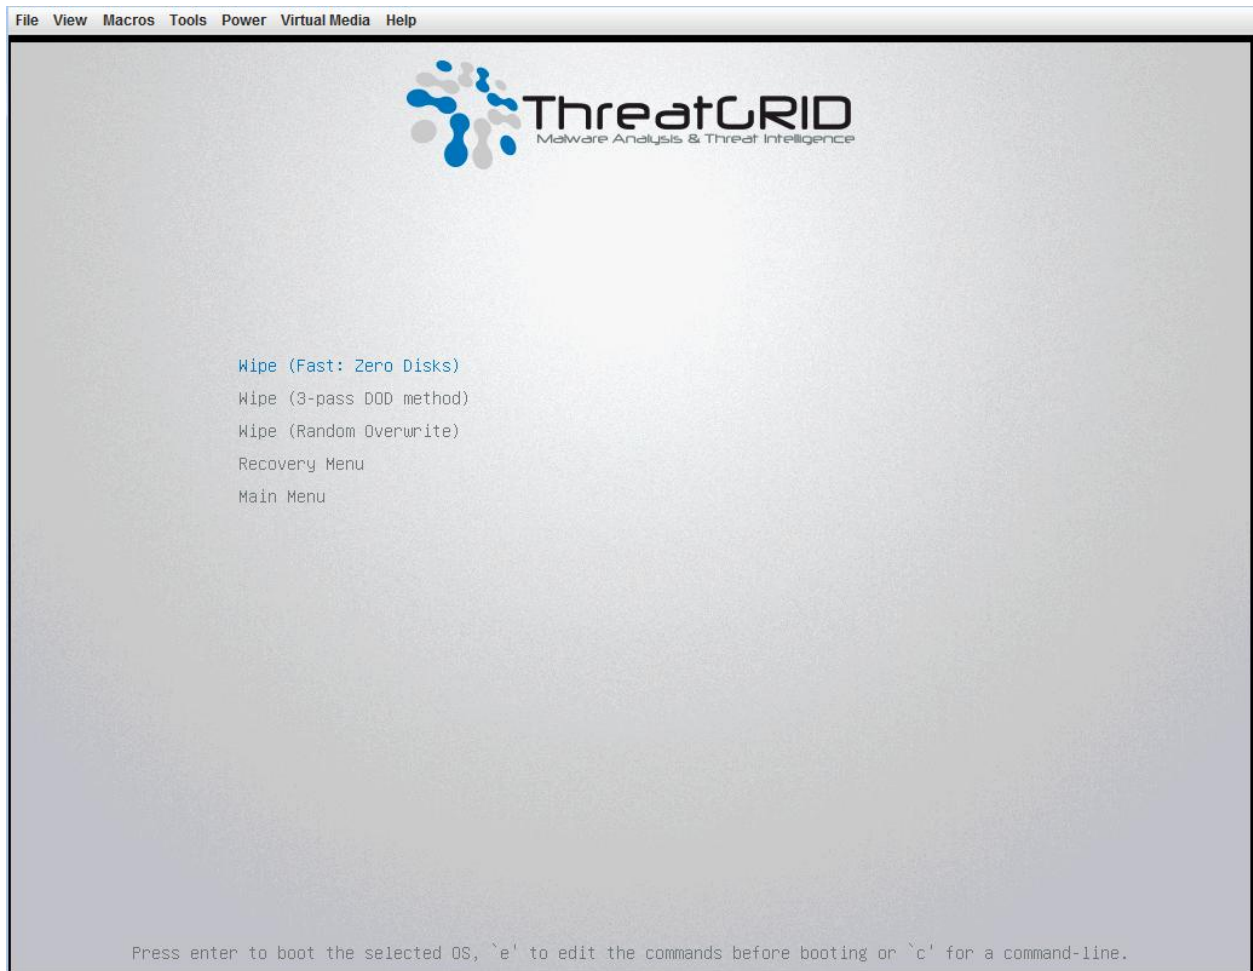 File View Macros Tools Power Virtual Media Help
ThreatGRID
Malware Analysis & Threat Intelligence
Wipe (Fast: Zero Disks)
Wipe (3-pass DOD method)
Wipe (Random Overwrite)
Recovery Menu
Main Menu
Press enter to boot the selected OS, `e' to edit the commands before booting or `c' for a command-line.